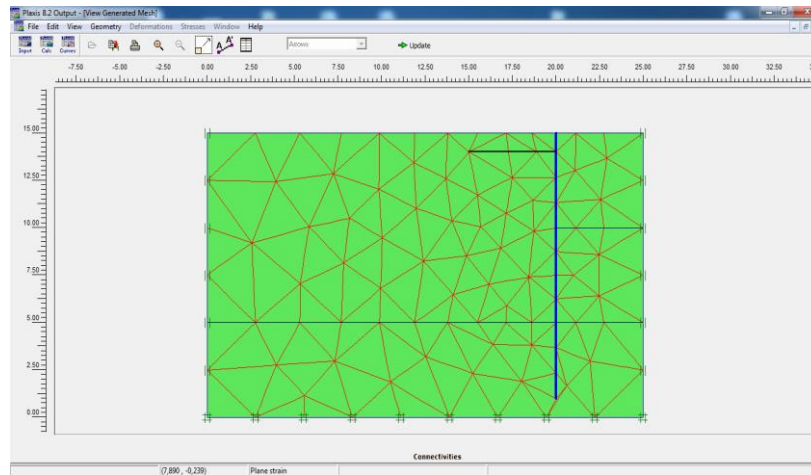 Plaxis 8.2 Output - [View Generated Mesh]
File Edit View Geometry Deformations Stresses Window Help
Input Calc Curves Arrows Update
-7.50 -5.00 -2.50 0.00 2.50 5.00 7.50 10.00 12.50 15.00 17.50 20.00 22.50 25.00 27.50 30.00 32.50
15.00
12.50
10.00
7.50
5.00
2.50
0.00
Connectivities
(7,890 , -0,239) Plane strain